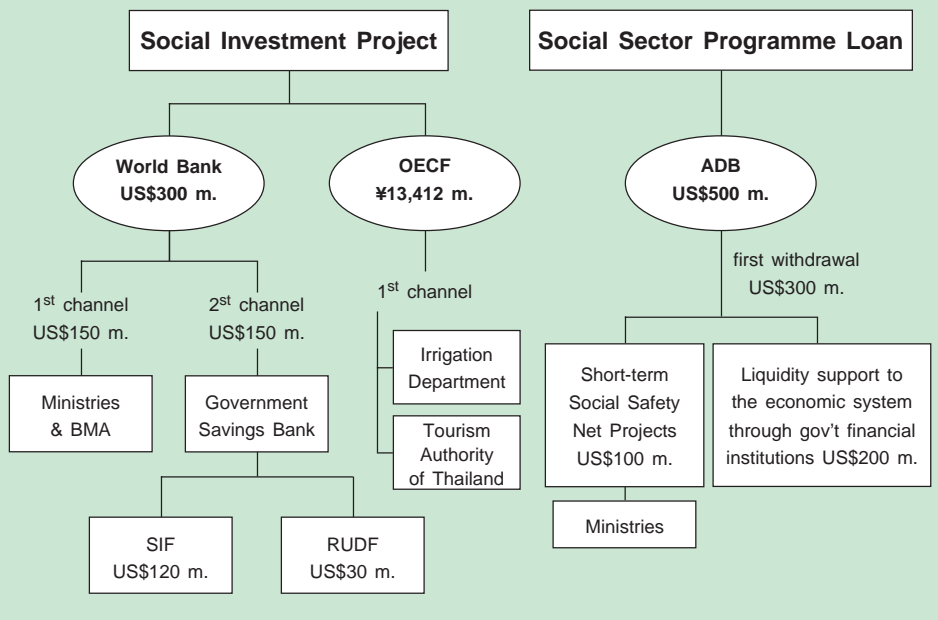 Social Investment Project
Social Sector Programme Loan
World Bank
US$300 m.
OECF
¥13,412 m.
ADB
US$500 m.
first withdrawal
US$300 m.
1st channel
US$150 m.
2st channel
US$150 m.
1st channel
Ministries
& BMA
Government
Savings Bank
Irrigation
Department
Tourism
Authority
of Thailand
Short-term
Social Safety
Net Projects
US$100 m.
Liquidity support to
the economic system
through gov't financial
institutions US$200 m.
Ministries
SIF
US$120 m.
RUDF
US$30 m.